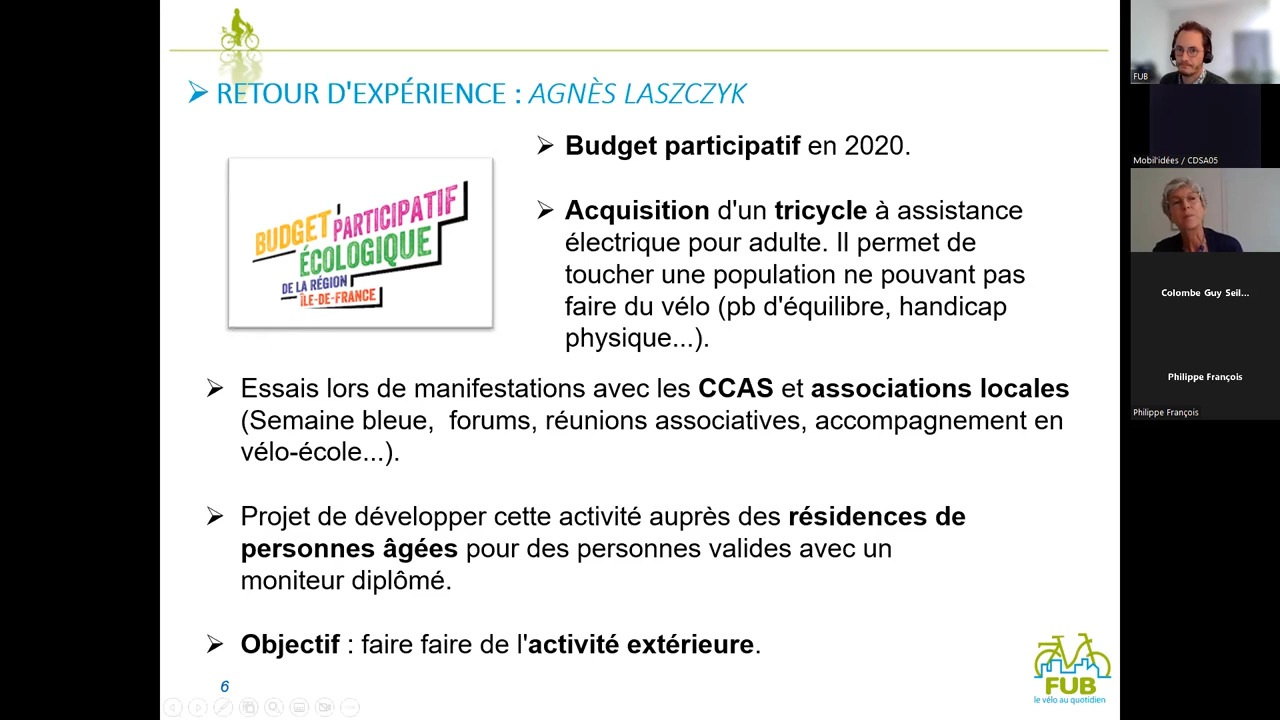 RETOUR D'EXPÉRIENCE : AGNÈS LASZCZYK
BUDGET PARTICIPATIF
ÉCOLOGIQUE
DE LA RÉGION
ÎLE-DE-FRANCE
Budget participatif en 2020.
Acquisition d'un tricycle à assistance
électrique pour adulte. Il permet de
toucher une population ne pouvant pas
faire du vélo (pb d'équilibre, handicap
physique...).
Essais lors de manifestations avec les CCAS et associations locales
(Semaine bleue,  forums, réunions associatives, accompagnement en
vélo-école...).
Projet de développer cette activité auprès des résidences de
personnes âgées pour des personnes valides avec un
moniteur diplômé.
Objectif : faire faire de l'activité extérieure.
6
FUB
le vélo au quotidien
FUB
Mobil'idées / CDSA05
Colombe Guy Seil...
Philippe François
Philippe François